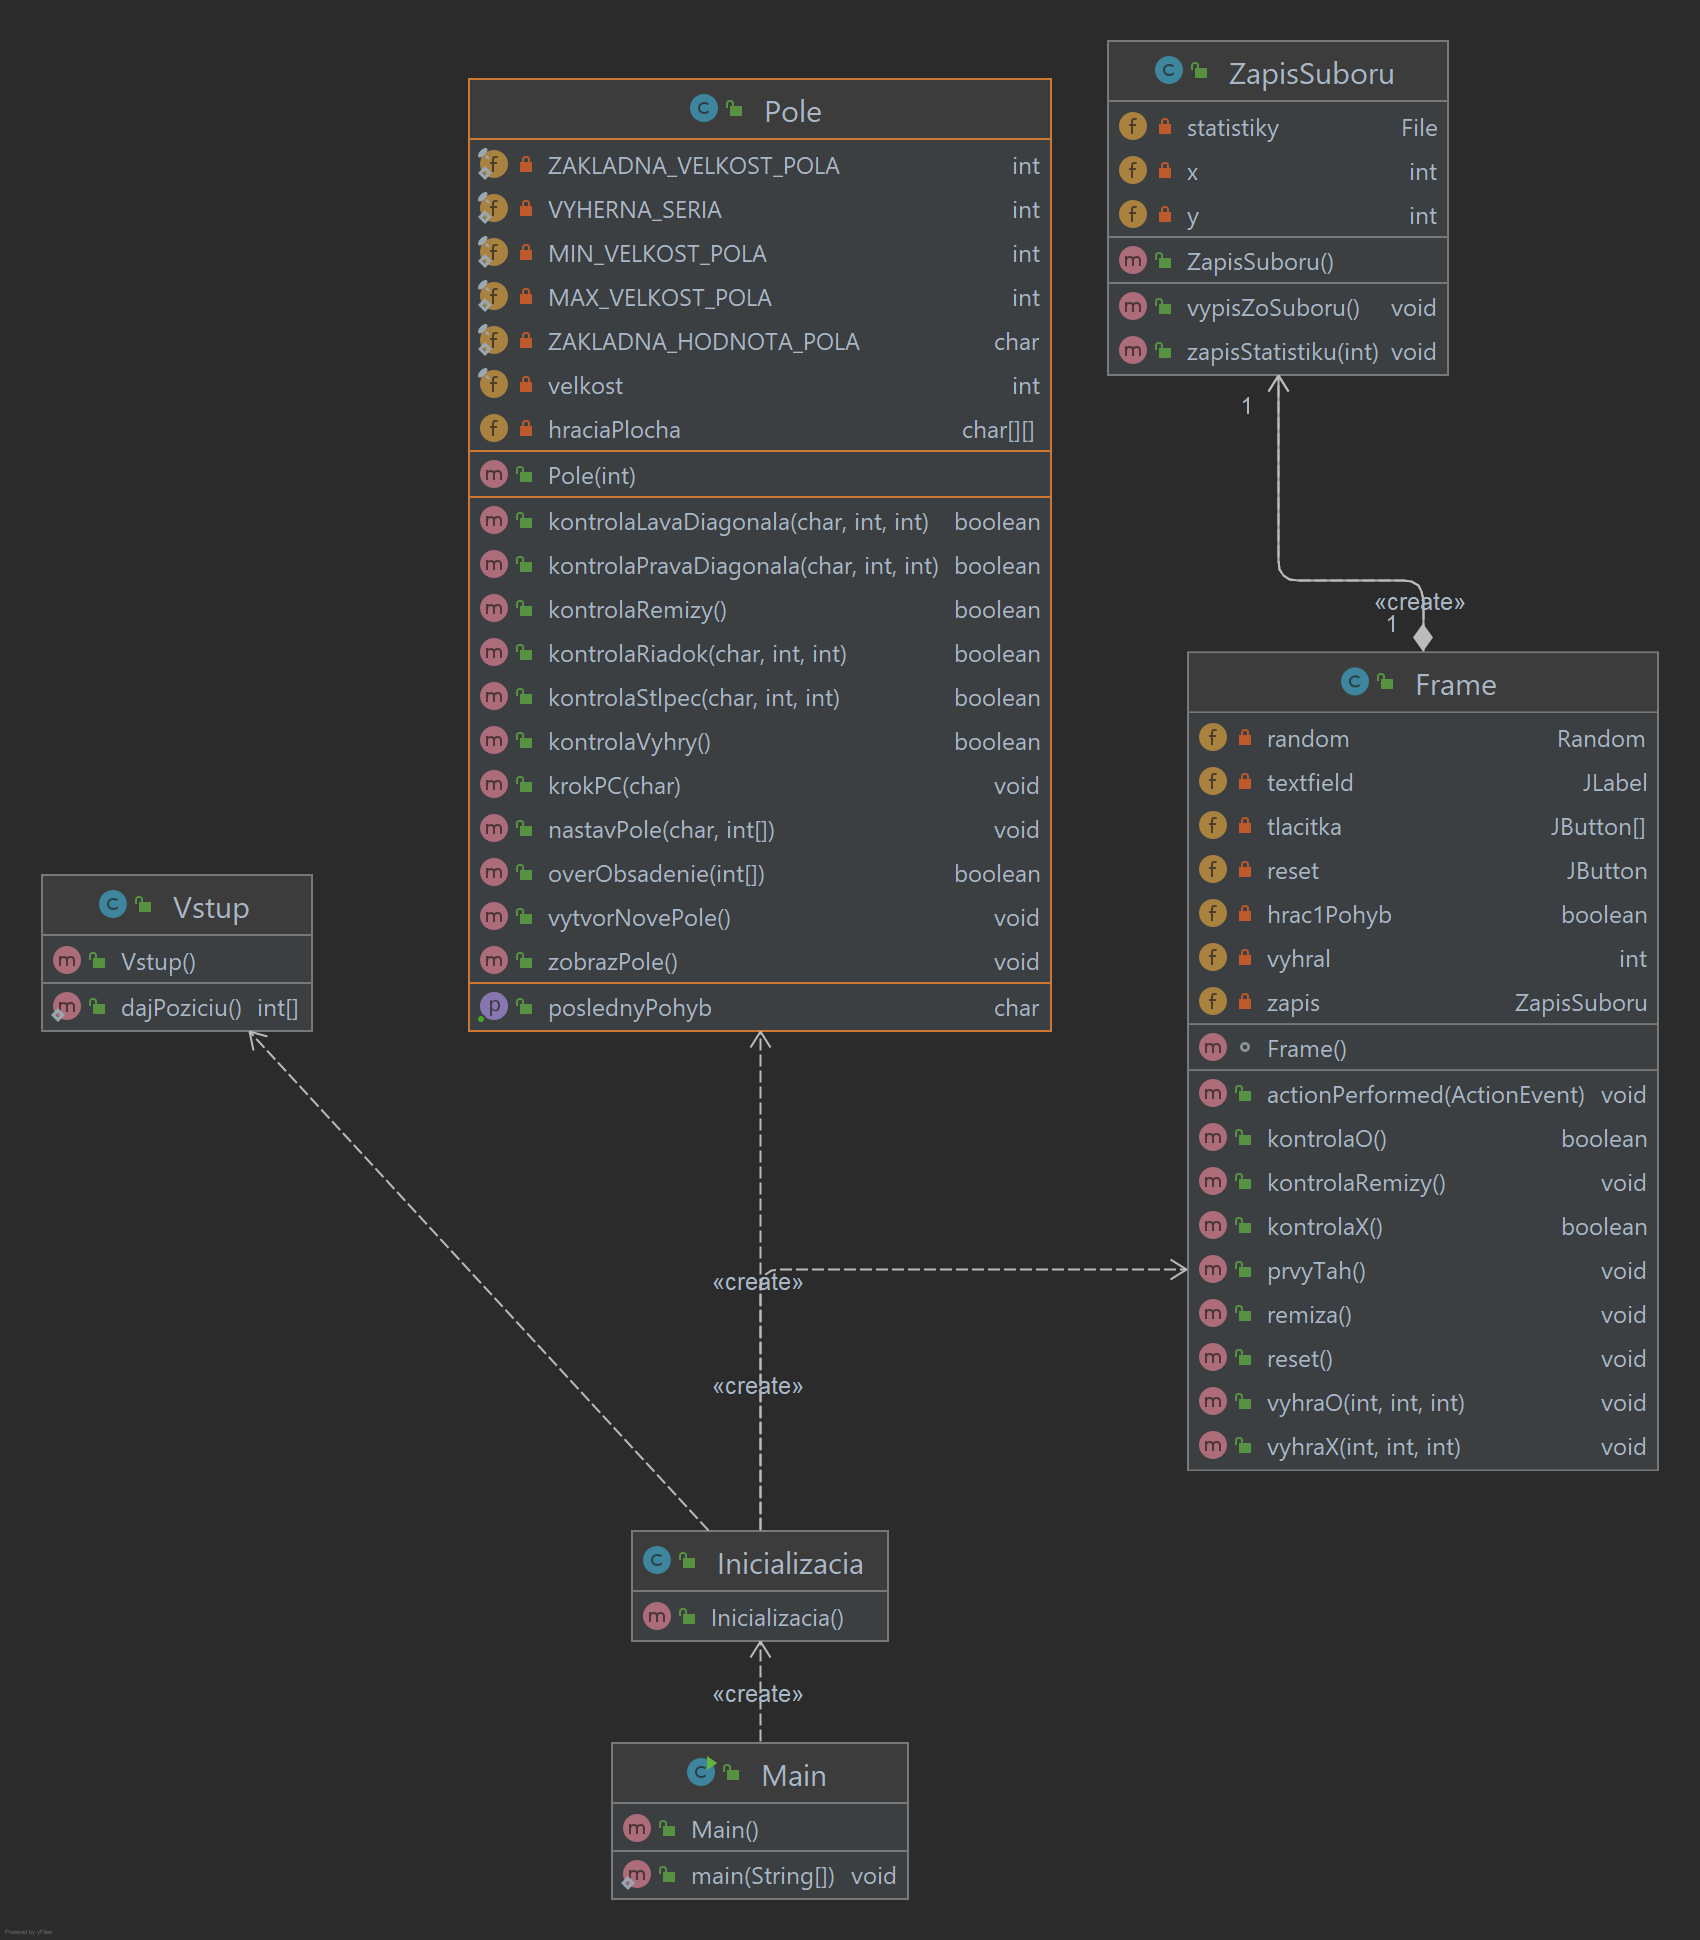 Pole
ZAKLADNA_VELKOST_POLA int
VYHERNA_SERIA int
MIN_VELKOST_POLA int
MAX_VELKOST_POLA int
ZAKLADNA_HODNOTA_POLA char
velkost int
hraciaPlocha char[][]
Pole(int)
kontrolaLavaDiagonala(char, int, int) boolean
kontrolaPravaDiagonala(char, int, int) boolean
kontrolaRemizy() boolean
kontrolaRiadok(char, int, int) boolean
kontrolaStlpec(char, int, int) boolean
kontrolaVyhry() boolean
krokPC(char) void
nastavPole(char, int[]) void
overObsadenie(int[]) boolean
vytvorNovePole() void
zobrazPole() void
poslednyPohyb char
ZapisSuboru
statistiky File
x int
y int
ZapisSuboru()
vypisZoSuboru() void
zapisStatistiku(int) void
1
«create»
1
Frame
random Random
textfield JLabel
tlacitka JButton[]
reset JButton
hrac1Pohyb boolean
vyhral int
zapis ZapisSuboru
Frame()
actionPerformed(ActionEvent) void
kontrolaO() boolean
kontrolaRemizy() void
kontrolaX() boolean
prvyTah() void
remiza() void
reset() void
vyhraO(int, int, int) void
vyhraX(int, int, int) void
Vstup
Vstup()
dajPoziciu() int[]
«create»
«create»
Inicializacia
Inicializacia()
«create»
Main
Main()
main(String[]) void
Powered by yFiles